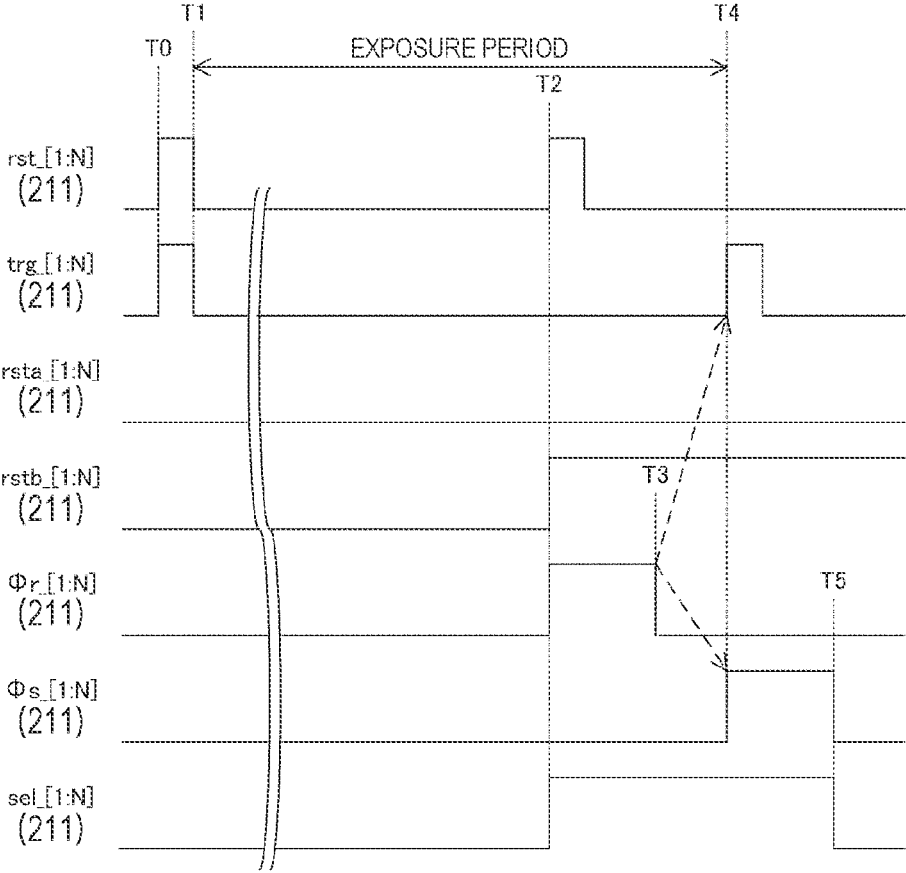 T1
T4
T0
EXPOSURE PERIOD
T2
rst_[1:N]
(211)
trg_[1:N]
(211)
rsta_[1:N]
(211)
rstb_[1:N]
(211)
T3
Φr_[1:N]
(211)
T5
Φs_[1:N]
(211)
sel_[1:N]
(211)